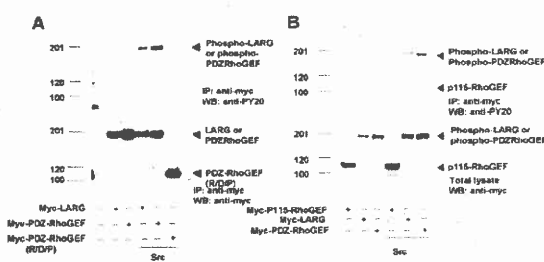 A
201
Phospho-LARG
or phospho-
PDZRhoGEF
120
100
IP: anti-myc
WB: anti-PY20
201
LARG or
PDZRhoGEF
120
100
PDZ-RhoGEF
(R/D/P)
IP: anti-myc
WB: anti-myc
Myc-LARG
Myc-PDZ-RhoGEF
Myc-PDZ-RhoGEF
(R/D/P)
Src
B
201
Phospho-LARG or
Phospho-PDZRhoGEF
120
100
p115-RhoGEF
IP: anti-myc
WB: anti-PY20
201
Phospho-LARG or
phospho-PDZRhoGEF
120
100
p115-RhoGEF
Total lysate
WB: anti-myc
Myc-P115-RhoGEF
Myc-LARG
Myc-PDZ-RhoGEF
Src